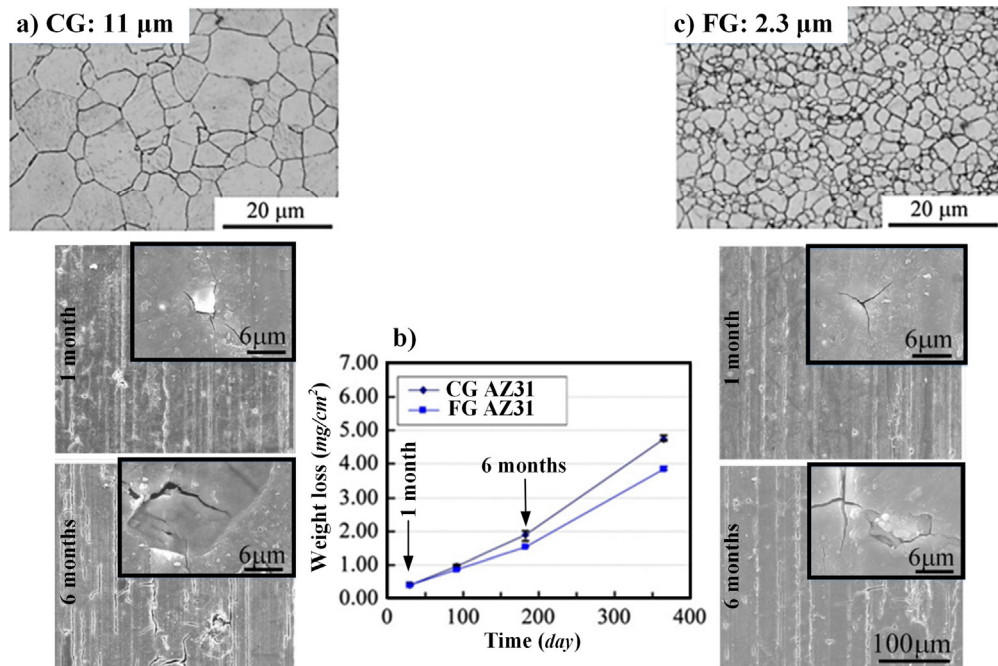 a) CG: 11 μm
20 μm
1 month
6μm
6 months
6μm
b)
7.00
6.00
5.00
4.00
3.00
2.00
1.00
0.00
Weight loss (mg/cm²)
CG AZ31
FG AZ31
1 month
6 months
0
100
200
300
400
Time (day)
c) FG: 2.3 μm
20 μm
1 month
6μm
6 months
6μm
100μm